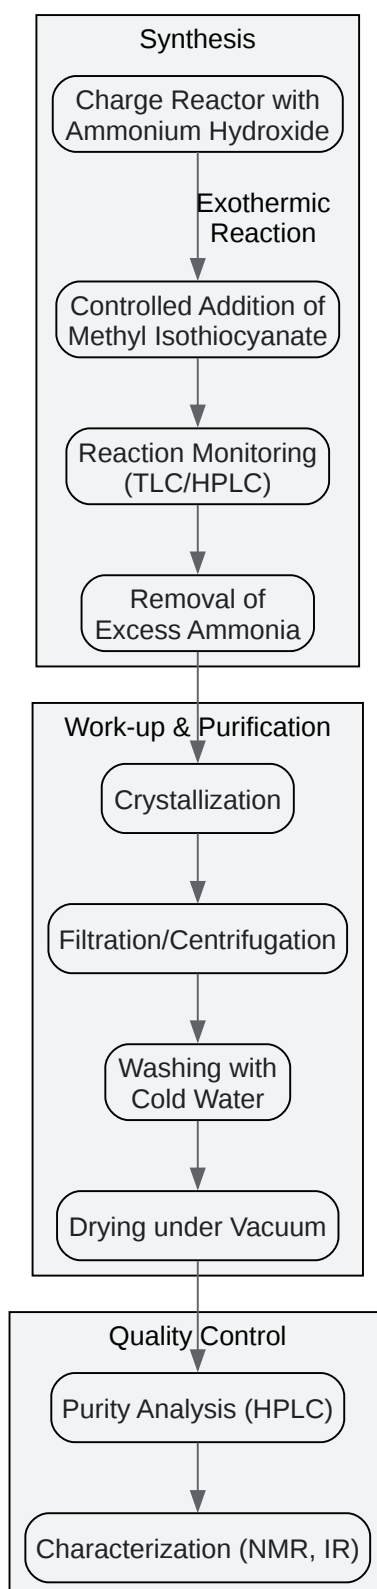 Synthesis
Charge Reactor with
Ammonium Hydroxide
Exothermic
Reaction
Controlled Addition of
Methyl Isothiocyanate
Reaction Monitoring
(TLC/HPLC)
Removal of
Excess Ammonia
Work-up & Purification
Crystallization
Filtration/Centrifugation
Washing with
Cold Water
Drying under Vacuum
Quality Control
Purity Analysis (HPLC)
Characterization (NMR, IR)